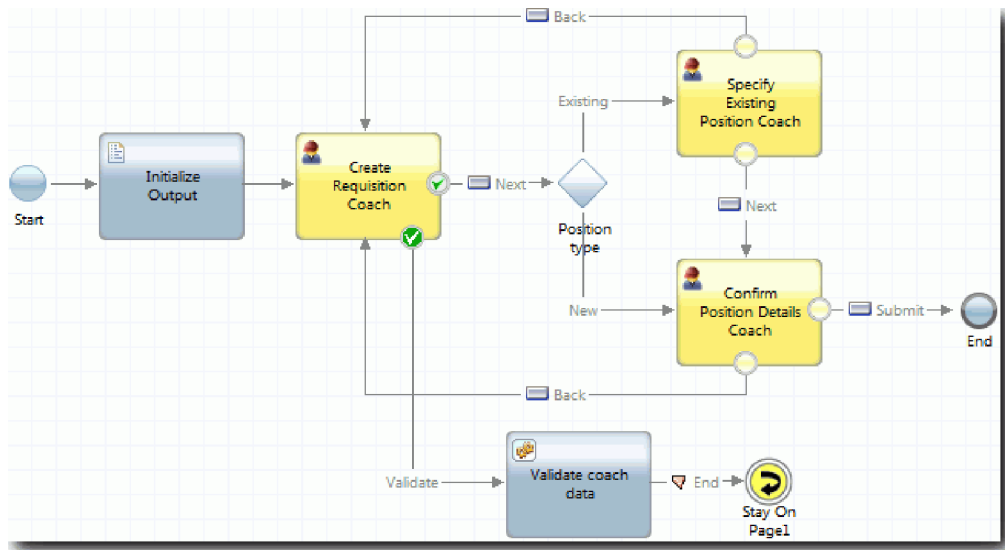 Back
Specify
Existing
Position Coach
Existing
Initialize
Output
Create
Requisition
Coach
Next
Start
Next
Position
type
Confirm
Position Details
Coach
New
Submit
End
Back
Validate
Validate coach
data
End
Stay On
Page1